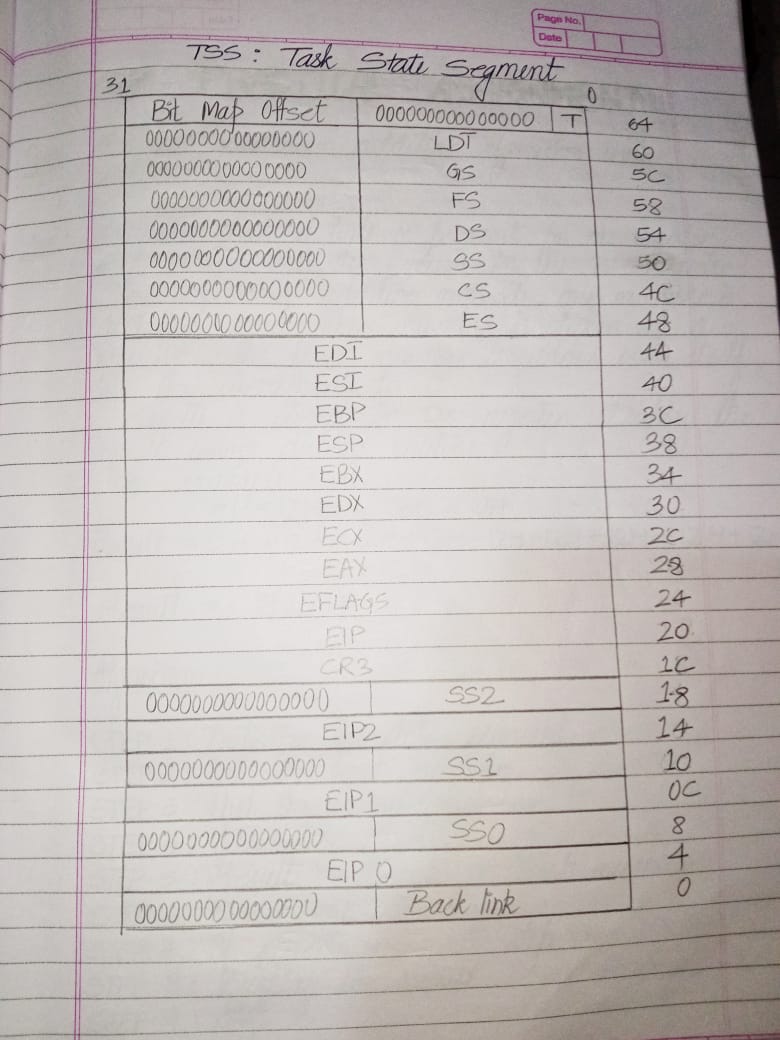 Page No.
Date
TSS : Task State Segment
31 0
Bit Map Offset 000000000000000 T 64
0000000000000000 LDT 60
000000000000000 GS 5C
0000000000000000 FS 58
0000000000000000 DS 54
0000000000000000 SS 50
0000000000000000 CS 4C
0000000000000000 ES 48
EDI 44
ESI 40
EBP 3C
ESP 38
EBX 34
EDX 30
ECX 2C
EAX 28
EFLAGS 24
EIP 20
CR3 1C
0000000000000000 SS2 18
EIP2 14
0000000000000000 SS1 10
EIP1 0C
0000000000000000 SS0 8
EIP 0 4
0000000000000000 Back link 0